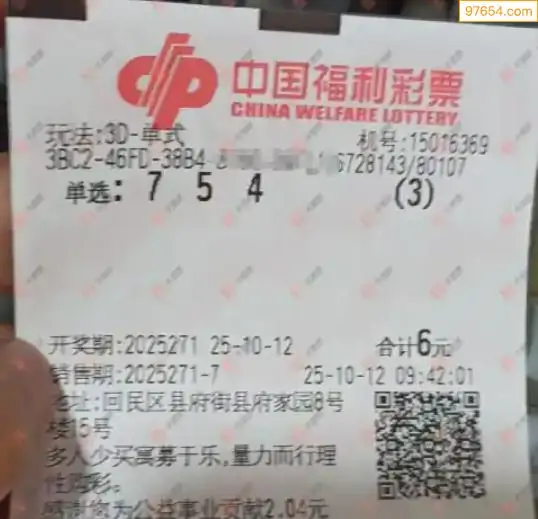 97654.com
中国福利彩票
CHINA WELFARE LOTTERY
玩法:3D-单式 机号:15016369
3BC2-46FD-38B4 6728143/80107
单选: 7 5 4 (3)
开奖期:2025271 25-10-12 合计6元
销售期:2025271-7 25-10-12 09:42:01
地址:回民区县府街县府家园8号
楼15号
多人少买寓募于乐,量力而行理
性购彩。
感谢您为公益事业贡献2.04元